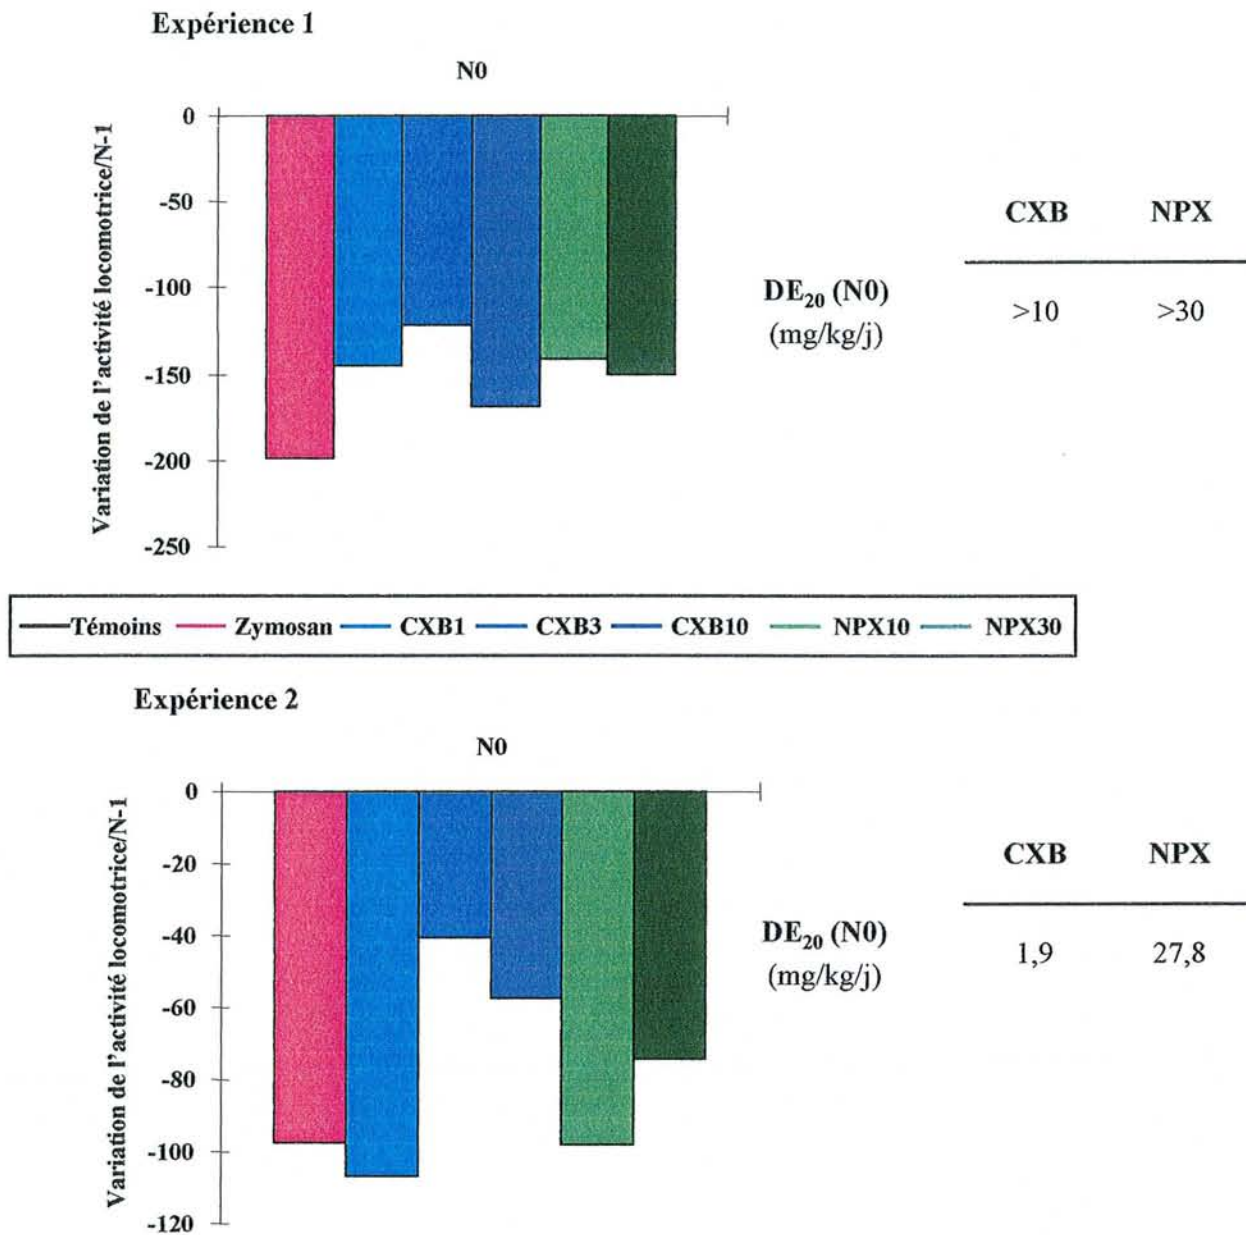 Expérience 1
N0
Variation de l'activité locomotrice/N-1
0
-50
-100
-150
-200
-250
CXB NPX
DE20 (N0) >10 >30
(mg/kg/j)
Témoins Zymosan CXB1 CXB3 CXB10 NPX10 NPX30
Expérience 2
N0
Variation de l'activité locomotrice/N-1
0
-20
-40
-60
-80
-100
-120
CXB NPX
DE20 (N0) 1,9 27,8
(mg/kg/j)